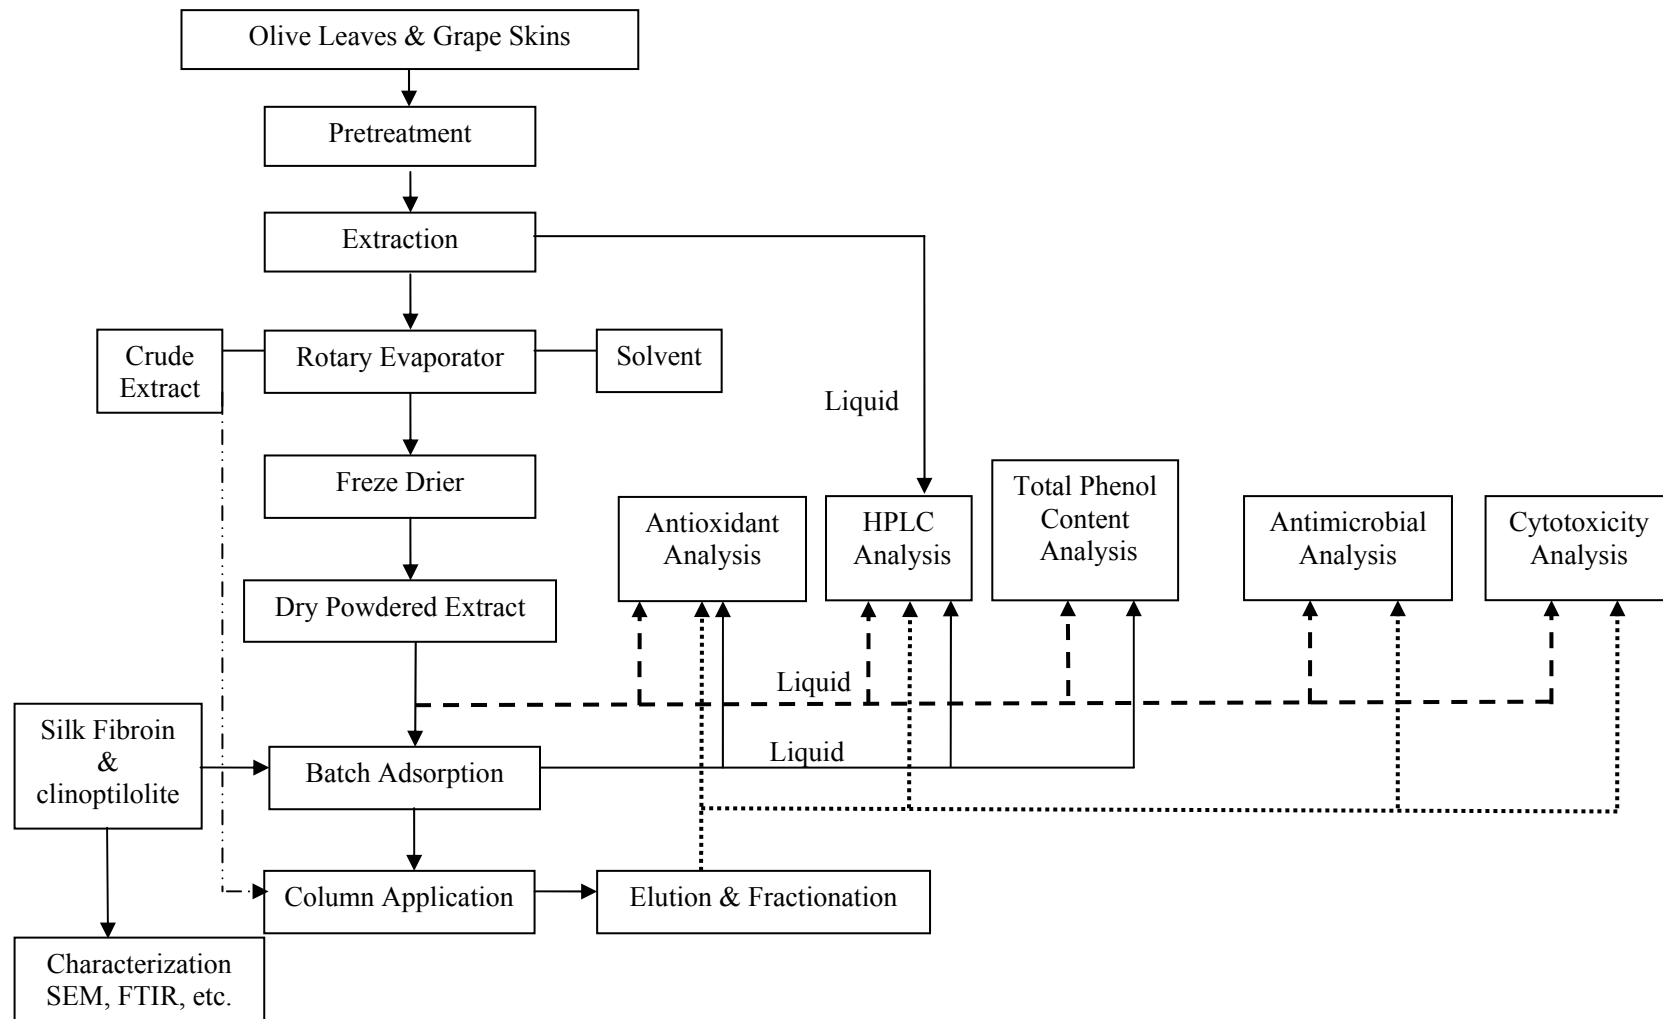 Olive Leaves & Grape Skins
Pretreatment
Extraction
Crude
Extract
Rotary Evaporator
Solvent
Liquid
Freze Drier
Antioxidant
Analysis
HPLC
Analysis
Total Phenol
Content
Analysis
Antimicrobial
Analysis
Cytotoxicity
Analysis
Dry Powdered Extract
Liquid
Silk Fibroin
&
clinoptilolite
Batch Adsorption
Liquid
Column Application
Elution & Fractionation
Characterization
SEM, FTIR, etc.